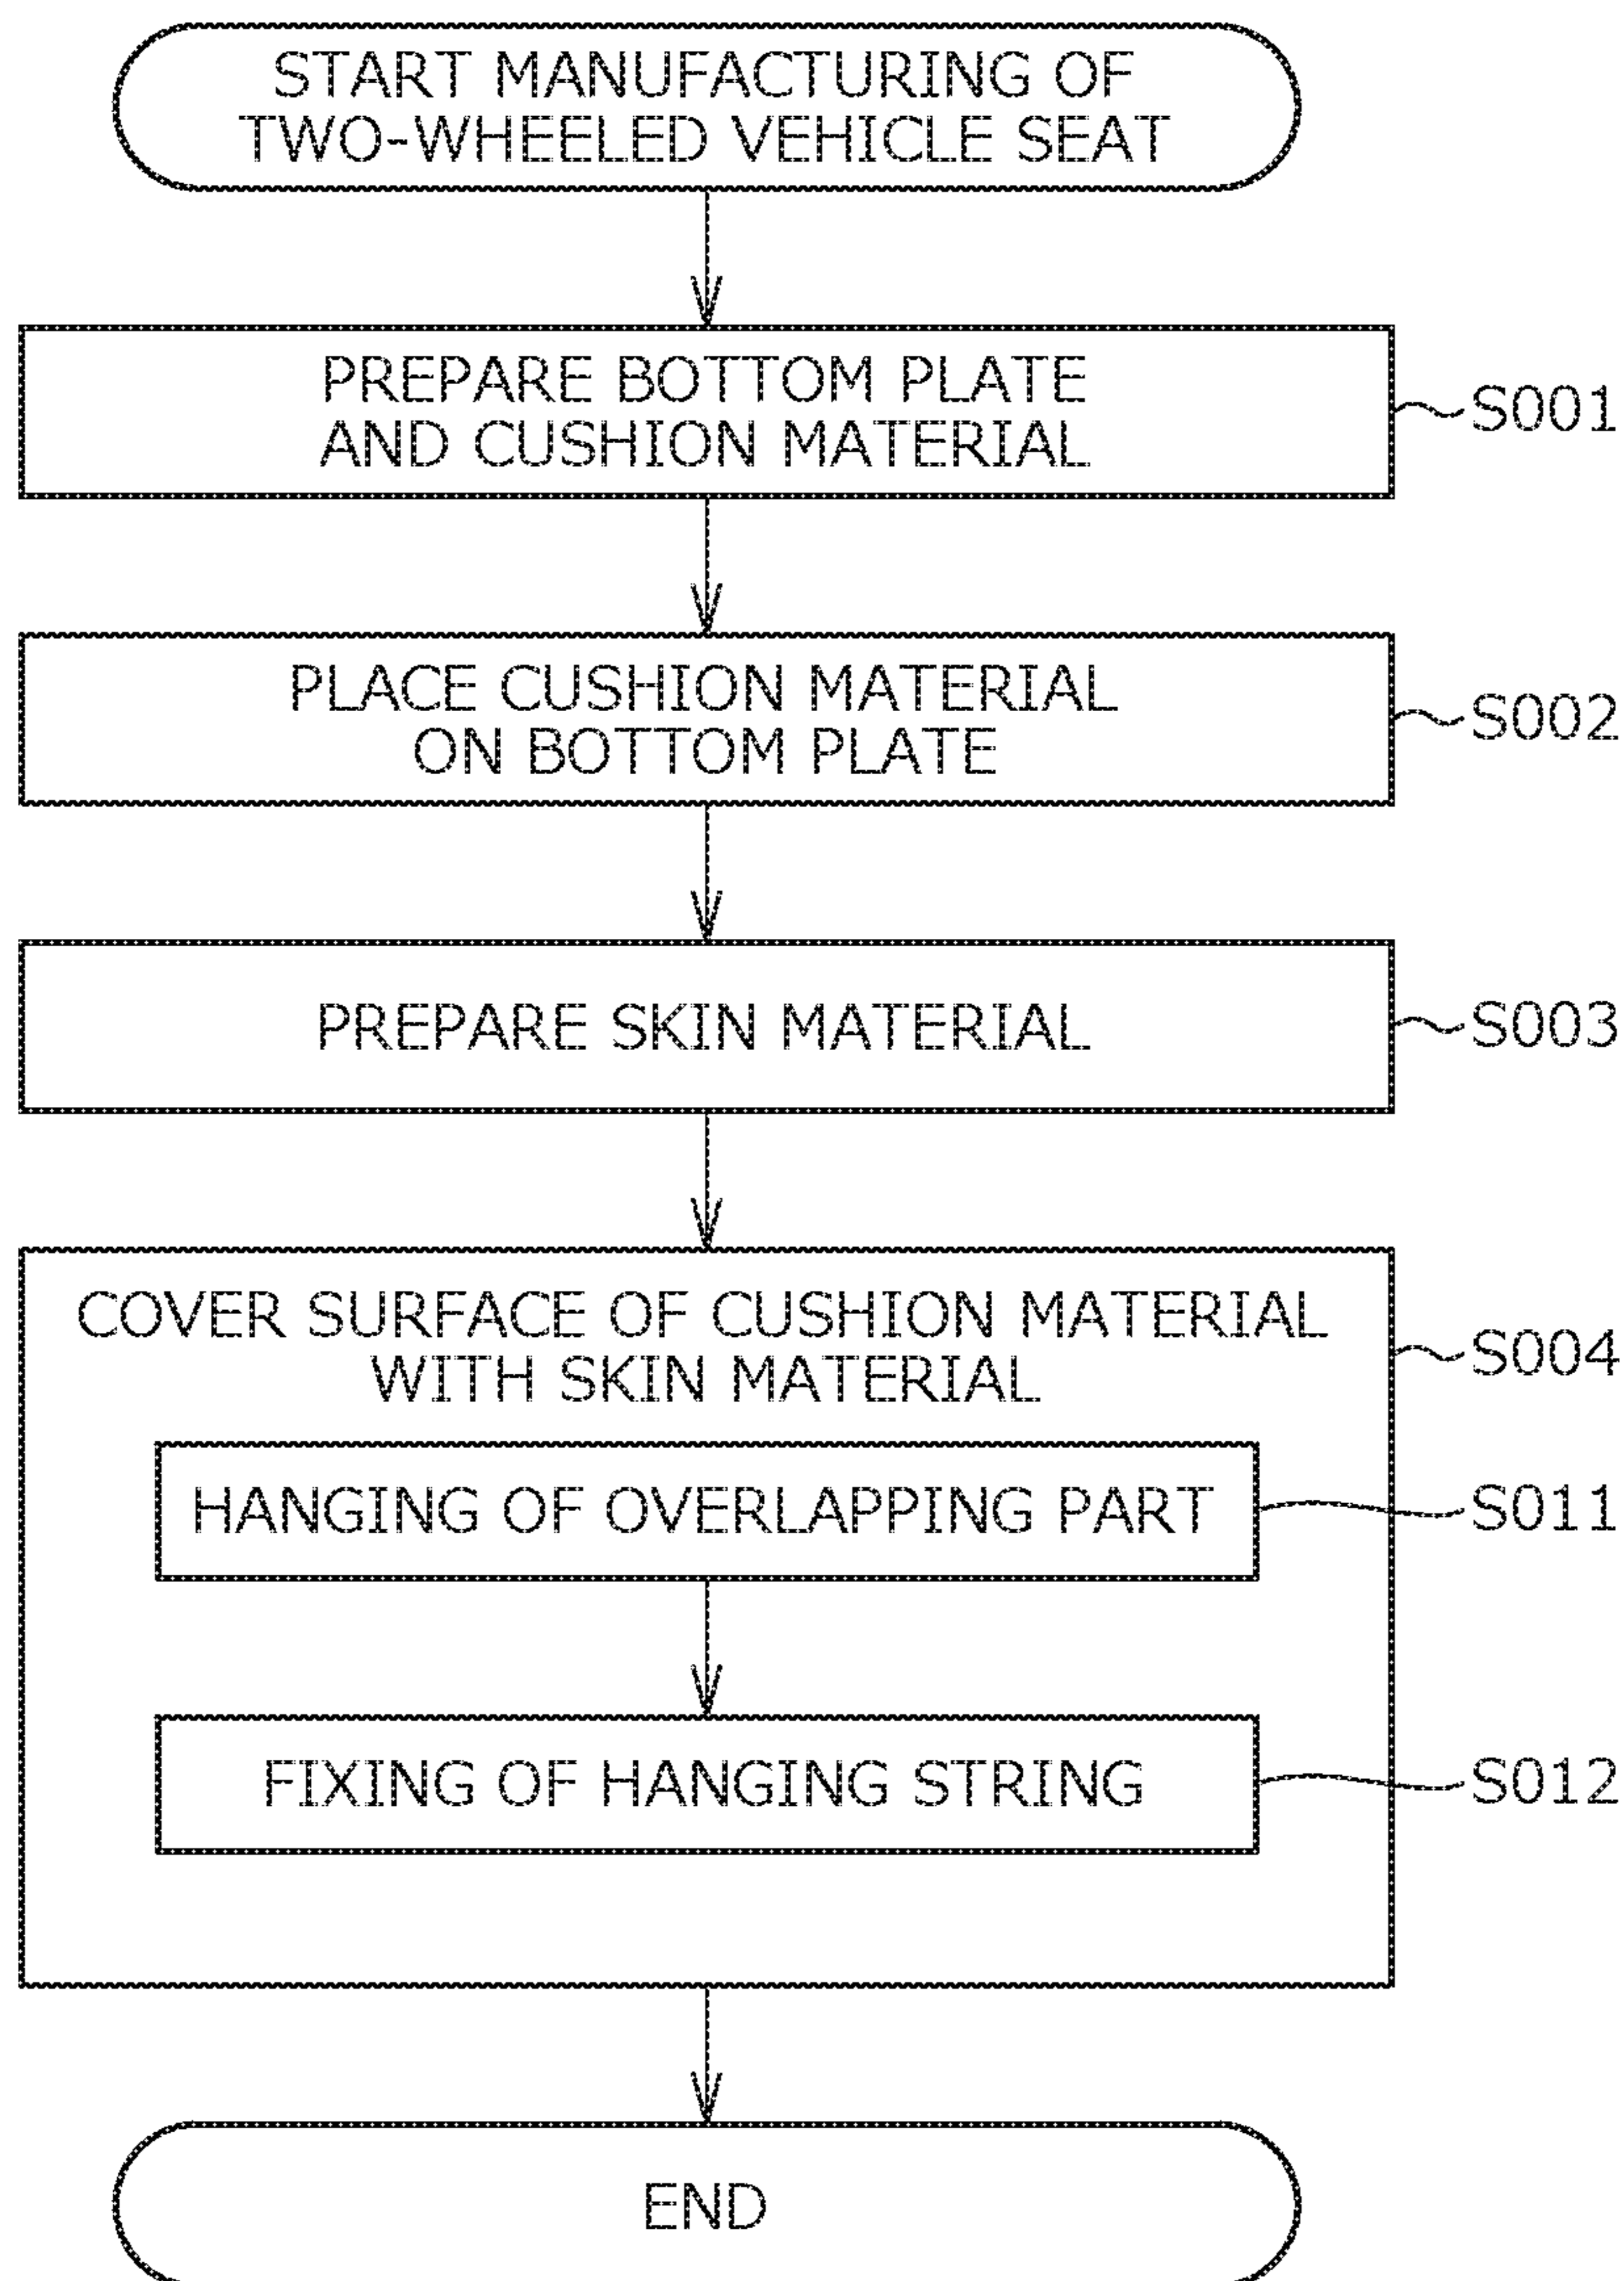 START MANUFACTURING OF
TWO-WHEELED VEHICLE SEAT
PREPARE BOTTOM PLATE
AND CUSHION MATERIAL
S001
PLACE CUSHION MATERIAL
ON BOTTOM PLATE
S002
PREPARE SKIN MATERIAL
S003
COVER SURFACE OF CUSHION MATERIAL
WITH SKIN MATERIAL
S004
HANGING OF OVERLAPPING PART
S011
FIXING OF HANGING STRING
S012
END